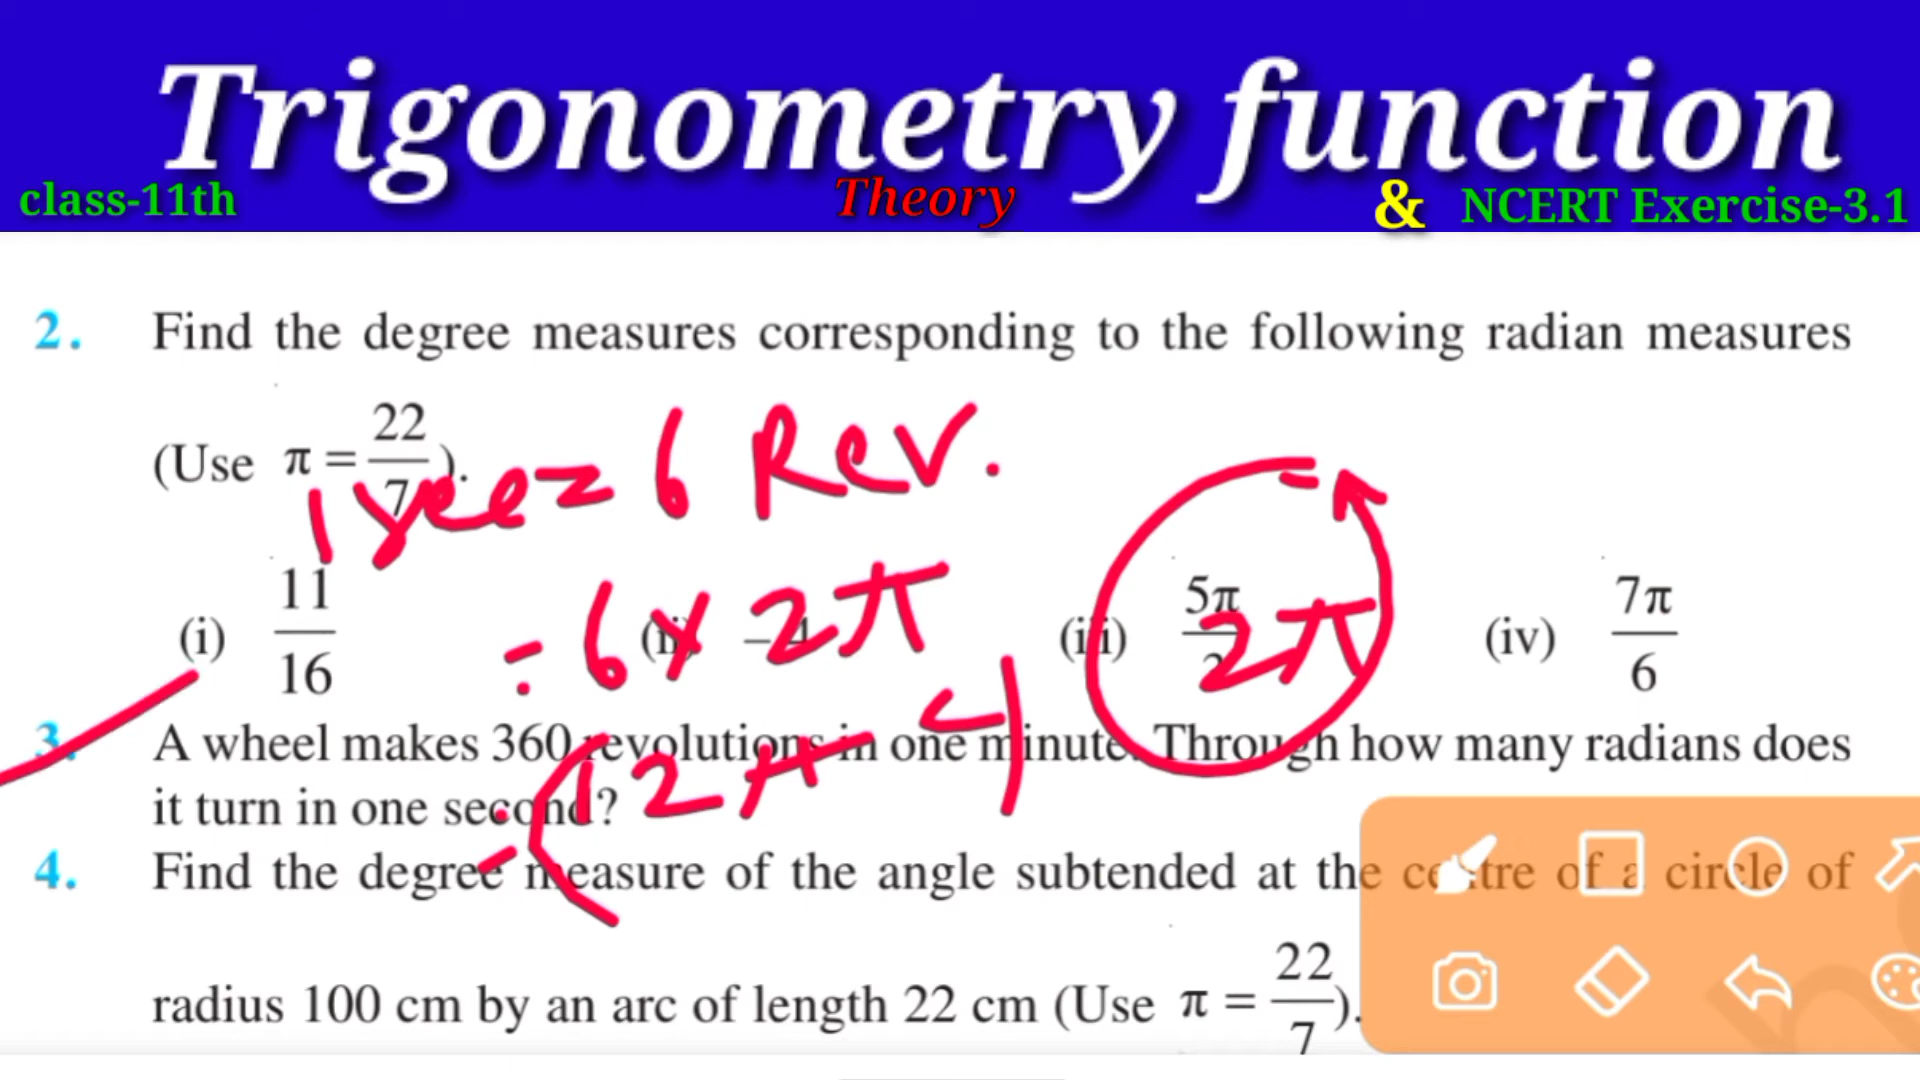 Trigonometry function
class-11th Theory & NCERT Exercise-3.1
2. Find the degree measures corresponding to the following radian measures
(Use π = 22/7).
1 sec = 6 Rev.
(i) 11/16 (ii) – 4 (iii) 5π/3 (iv) 7π/6
= 6 × 2π
2π
3. A wheel makes 360 revolutions in one minute. Through how many radians does
it turn in one second?
= (12π
4. Find the degree measure of the angle subtended at the centre of a circle of
radius 100 cm by an arc of length 22 cm (Use π = 22/7).